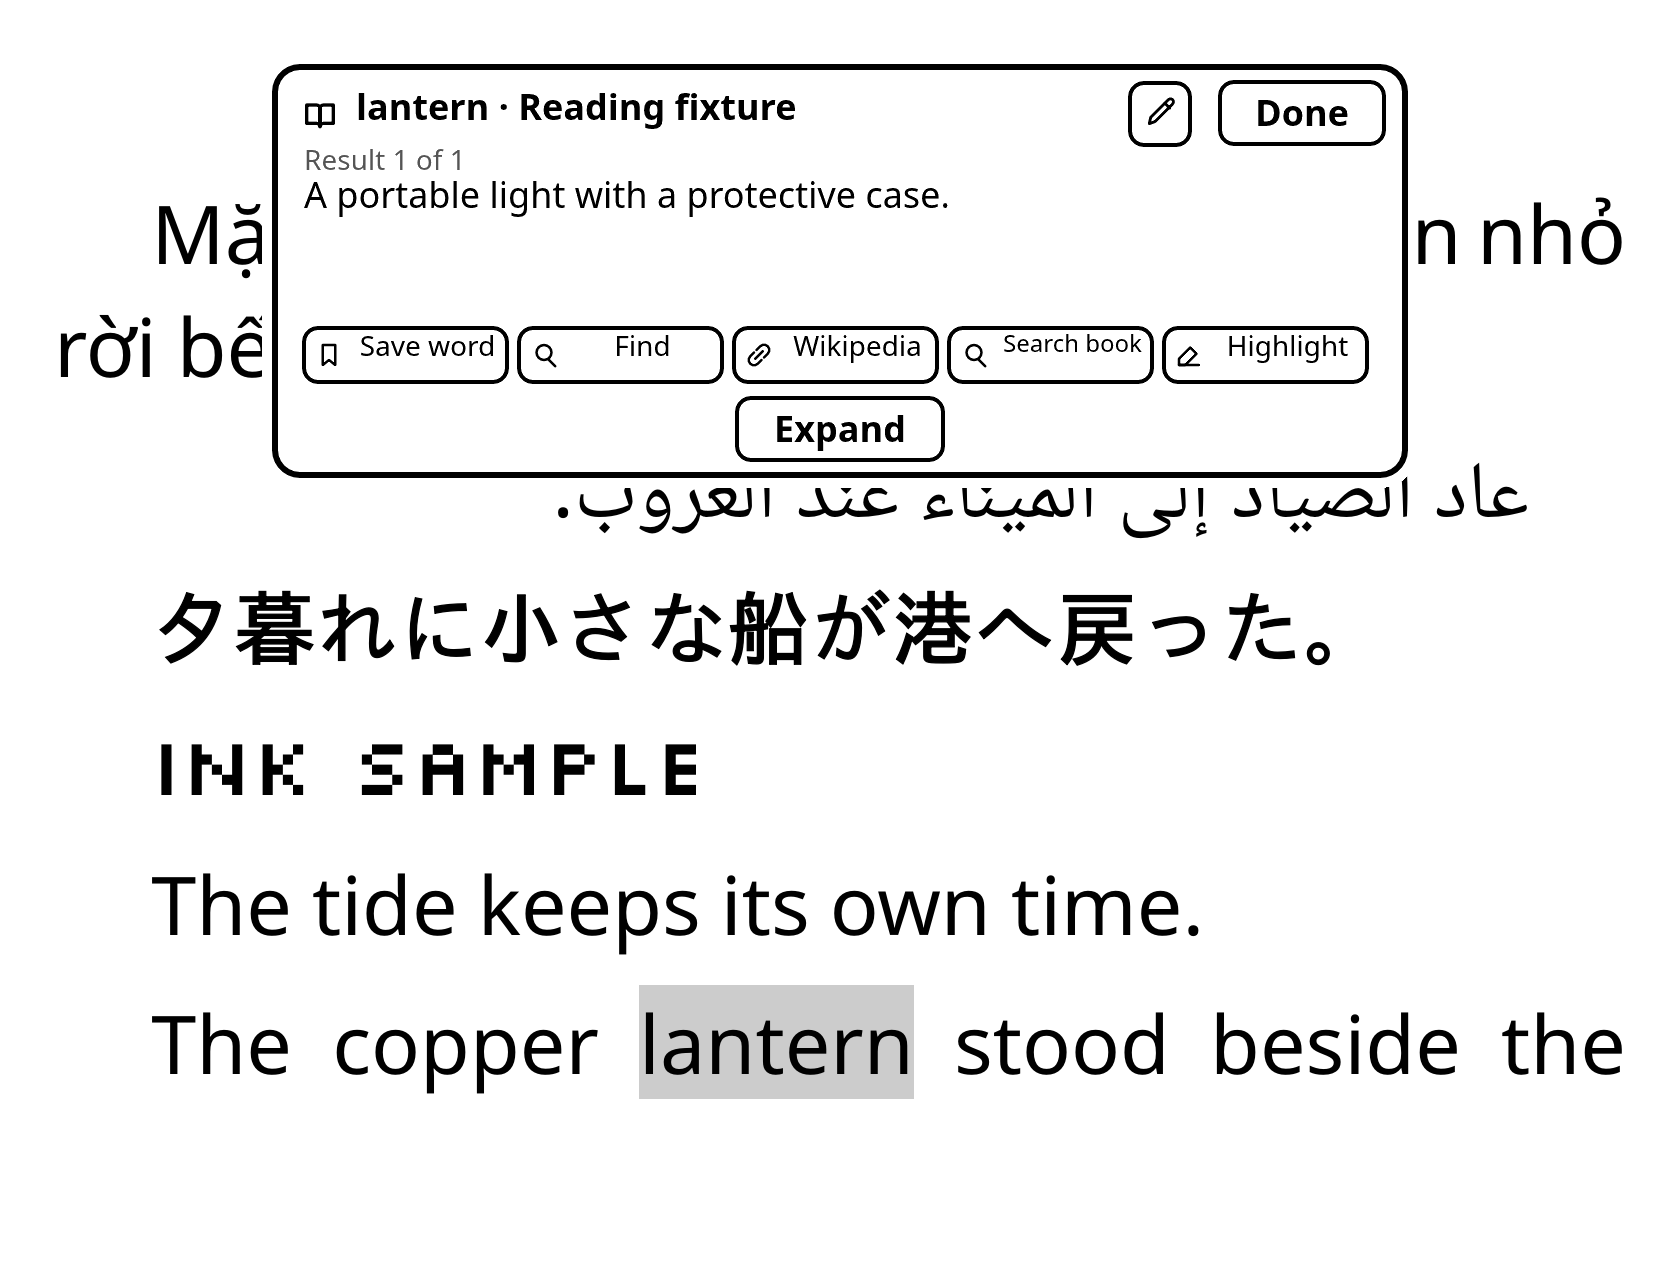 lantern · Reading fixture
Done
Result 1 of 1
A portable light with a protective case.
n nhỏ
rời
Save word
Find
Wikipedia
Search book
Highlight
Expand
عاد الصياد إلى الميناء عند الغروب.
夕暮れに小さな船が港へ戻った。
INK SAMPLE
The tide keeps its own time.
The copper lantern stood beside the